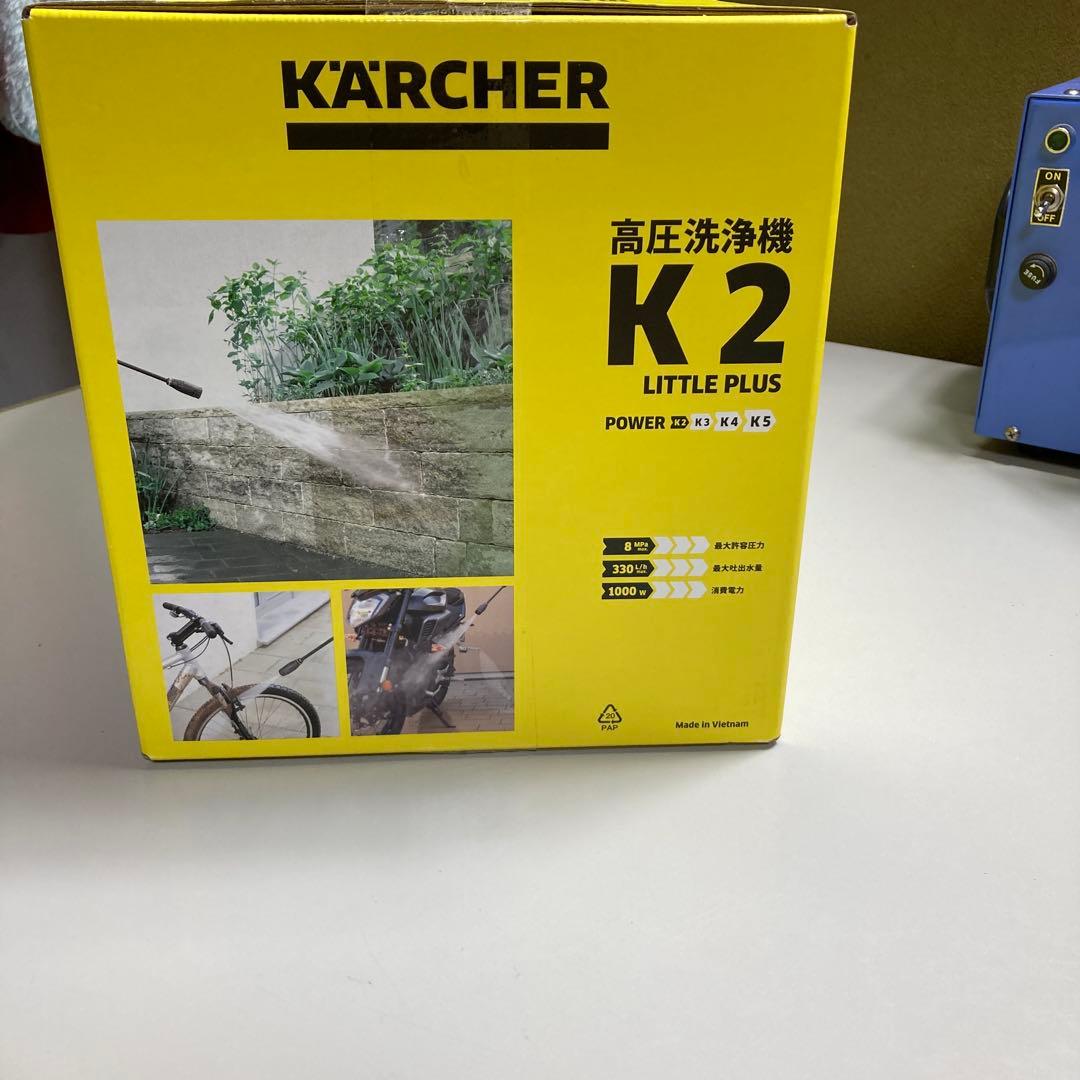 KÄRCHER
高圧洗浄機
K 2
LITTLE PLUS
POWER K2 K3 K4 K5
8 MPa max. 最大許容圧力
330 L/h max. 最大吐出水量
1000 W 消費電力
20
PAP
Made in Vietnam
ON
OFF
FUSE